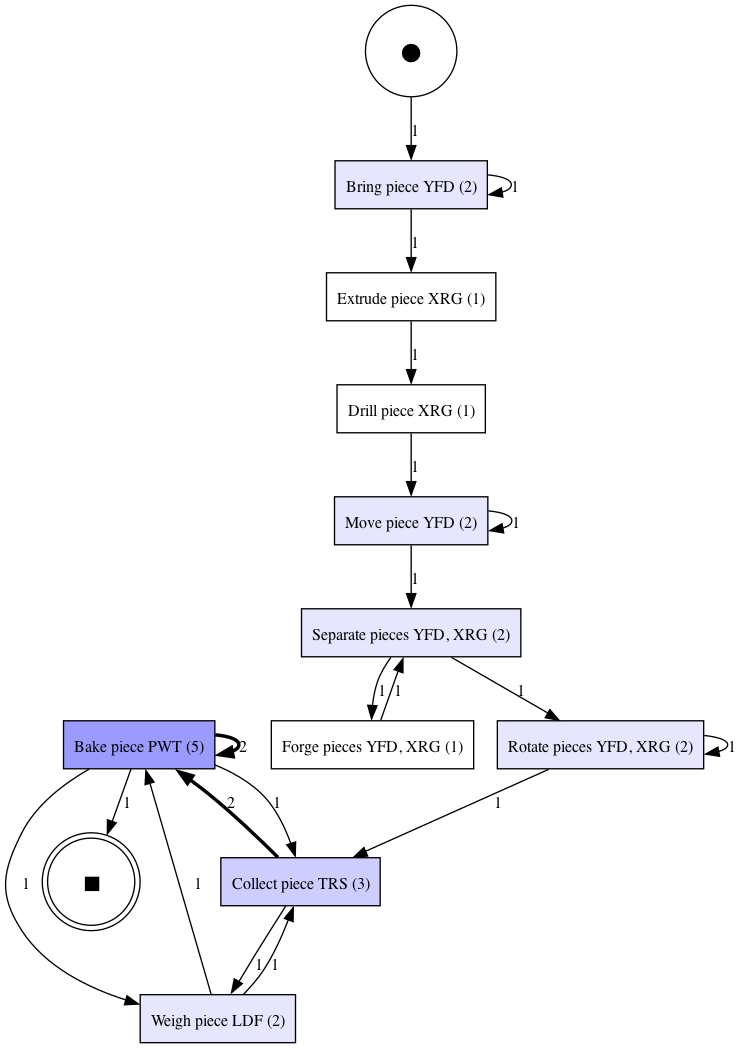 1
Bring piece YFD (2)
1
1
Extrude piece XRG (1)
1
Drill piece XRG (1)
1
Move piece YFD (2)
1
1
Separate pieces YFD, XRG (2)
1
1
1
Bake piece PWT (5)
2
Forge pieces YFD, XRG (1)
Rotate pieces YFD, XRG (2)
1
1
2
1
1
1
1
Collect piece TRS (3)
1
1
Weigh piece LDF (2)